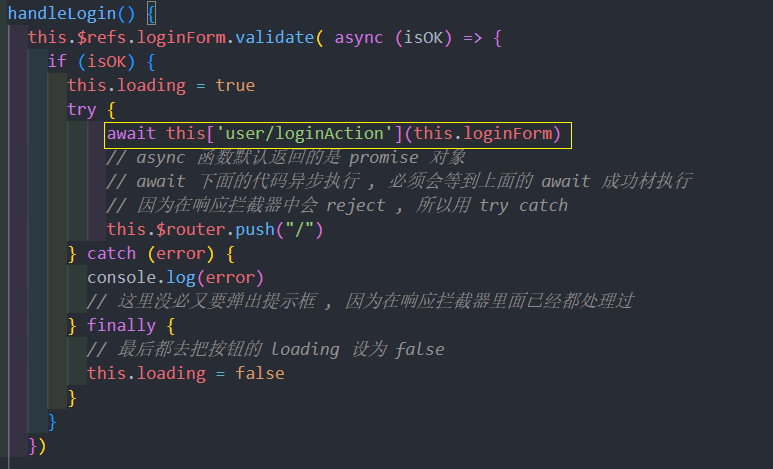 handleLogin() {
this.$refs.loginForm.validate( async (isOK) => {
if (isOK) {
this.loading = true
try {
await this['user/loginAction'](this.loginForm)
// async 函数默认返回的是 promise 对象
// await 下面的代码异步执行 , 必须会等到上面的 await 成功材执行
// 因为在响应拦截器中会 reject , 所以用 try catch
this.$router.push("/")
} catch (error) {
console.log(error)
// 这里没必又要弹出提示框 , 因为在响应拦截器里面已经都处理过
} finally {
// 最后都去把按钮的 loading 设为 false
this.loading = false
}
}
})